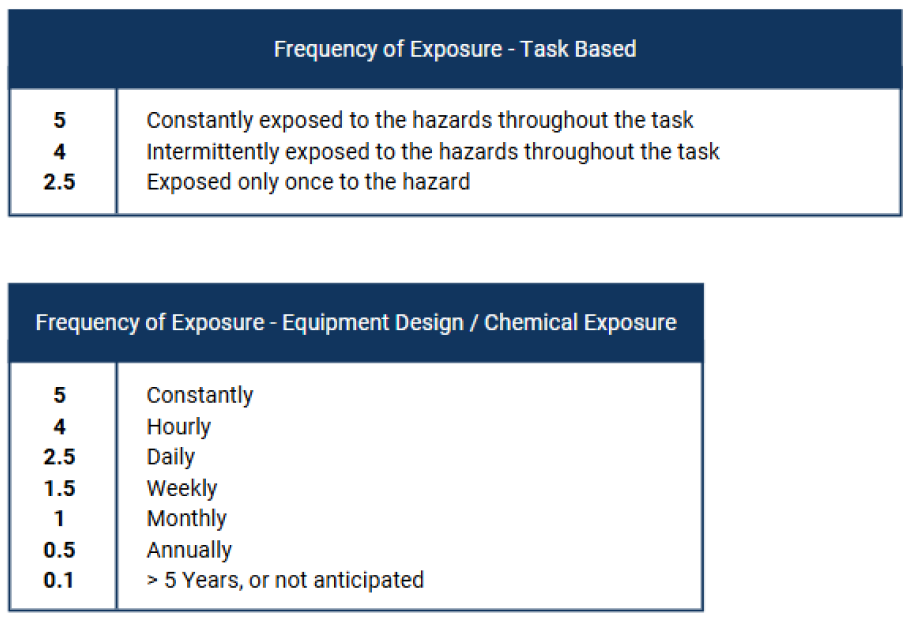 Frequency of Exposure - Task Based
5 Constantly exposed to the hazards throughout the task
4 Intermittently exposed to the hazards throughout the task
2.5 Exposed only once to the hazard
Frequency of Exposure - Equipment Design / Chemical Exposure
5 Constantly
4 Hourly
2.5 Daily
1.5 Weekly
1 Monthly
0.5 Annually
0.1 > 5 Years, or not anticipated